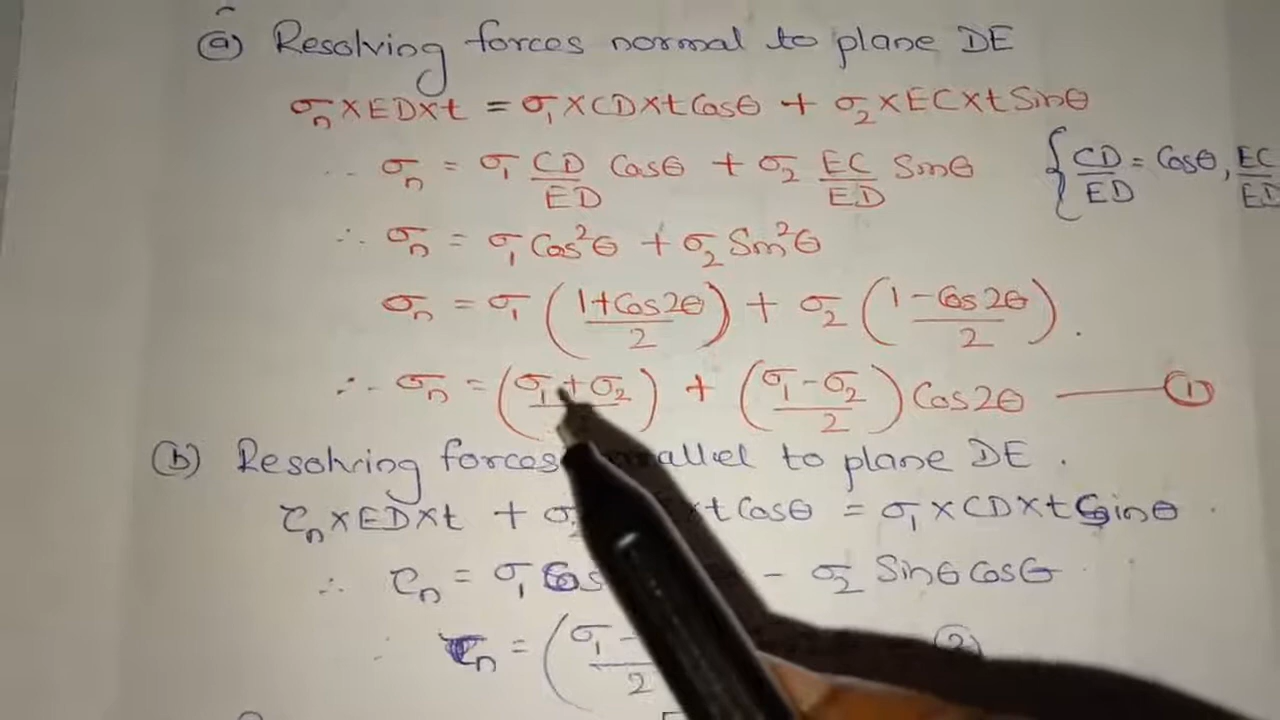 (a) Resolving forces normal to plane DE
σn × ED × t = σ1 × CD × t Cosθ + σ2 × EC × t Sinθ
∴ σn = σ1 CD/ED Cosθ + σ2 EC/ED Sinθ { CD/ED = Cosθ, EC/ED
∴ σn = σ1 Cos²θ + σ2 Sin²θ
σn = σ1 ( 1+Cos2θ / 2 ) + σ2 ( 1-Cos2θ / 2 ).
∴ σn = ( σ1 + σ2 ) + ( σ1 - σ2 / 2 ) Cos2θ — (1)
(b) Resolving forces to plane DE.
τn × ED × t + t Cosθ = σ1 × CD × t Sinθ
∴ τn = σ1 - σ2 Sinθ Cosθ
τn = ( σ1 - / 2 (2)